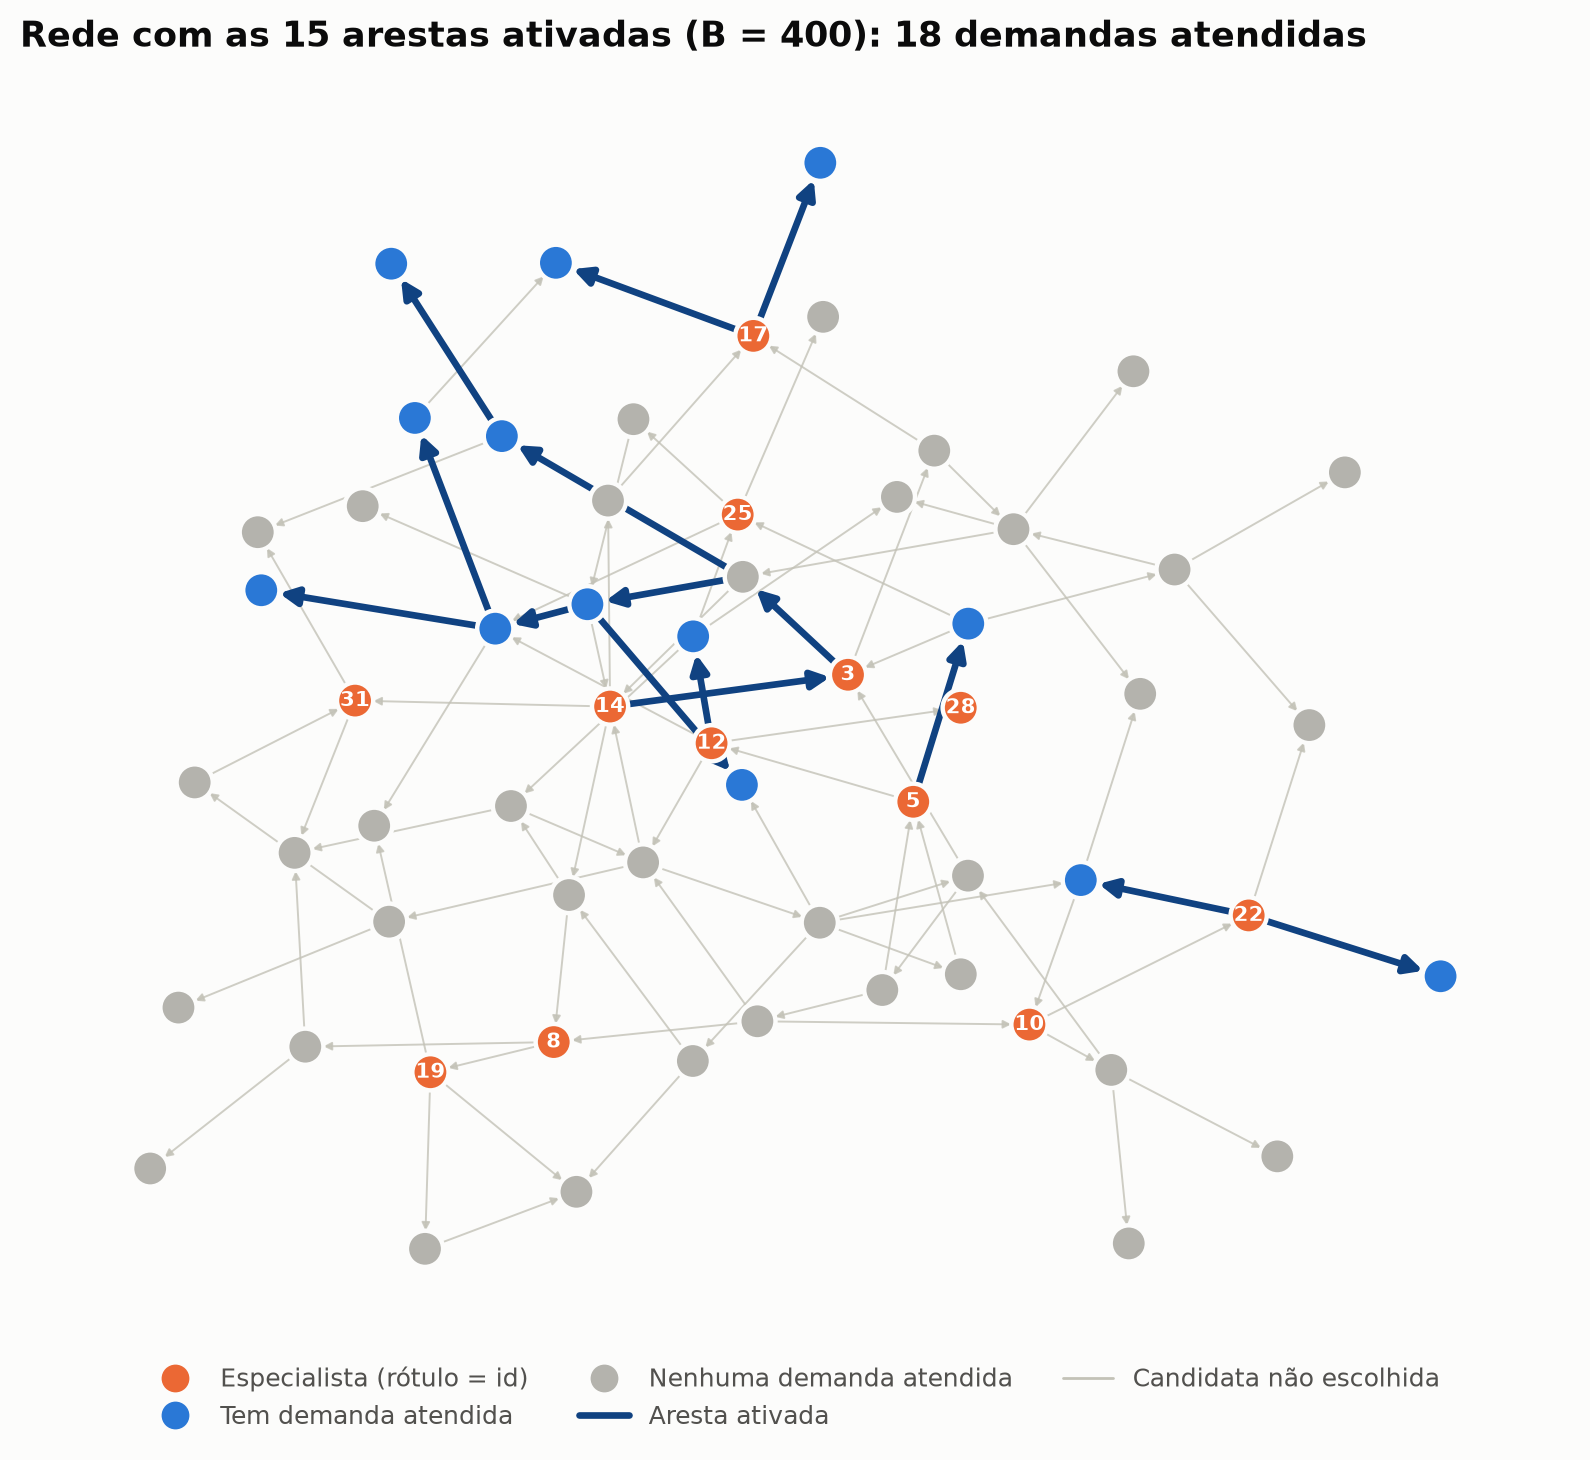 Rede com as 15 arestas ativadas (B = 400): 18 demandas atendidas
17
25
3
31
14
28
12
5
22
10
8
19
Especialista (rótulo = id)
Nenhuma demanda atendida
Candidata não escolhida
Tem demanda atendida
Aresta ativada